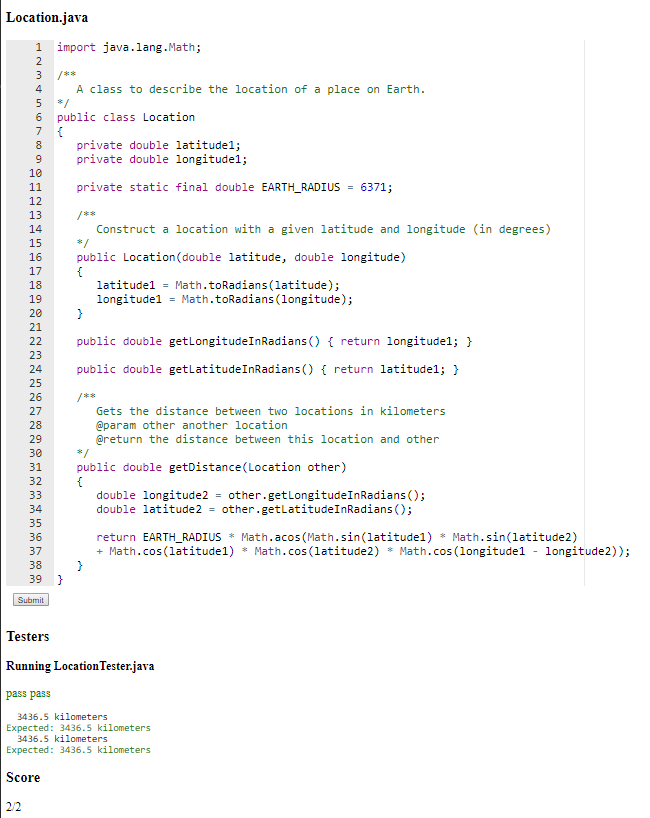 Location.java
1 import java.lang.Math;
2
3 /**
4 A class to describe the location of a place on Earth.
5 */
6 public class Location
7 {
8 private double latitude1;
9 private double longitude1;
10
11 private static final double EARTH_RADIUS = 6371;
12
13 /**
14 Construct a location with a given latitude and longitude (in degrees)
15 */
16 public Location(double latitude, double longitude)
17 {
18 latitude1 = Math.toRadians(latitude);
19 longitude1 = Math.toRadians(longitude);
20 }
21
22 public double getLongitudeInRadians() { return longitude1; }
23
24 public double getLatitudeInRadians() { return latitude1; }
25
26 /**
27 Gets the distance between two locations in kilometers
28 @param other another location
29 @return the distance between this location and other
30 */
31 public double getDistance(Location other)
32 {
33 double longitude2 = other.getLongitudeInRadians();
34 double latitude2 = other.getLatitudeInRadians();
35
36 return EARTH_RADIUS * Math.acos(Math.sin(latitude1) * Math.sin(latitude2)
37 + Math.cos(latitude1) * Math.cos(latitude2) * Math.cos(longitude1 - longitude2));
38 }
39 }
Submit
Testers
Running LocationTester.java
pass pass
3436.5 kilometers
Expected: 3436.5 kilometers
3436.5 kilometers
Expected: 3436.5 kilometers
Score
2/2